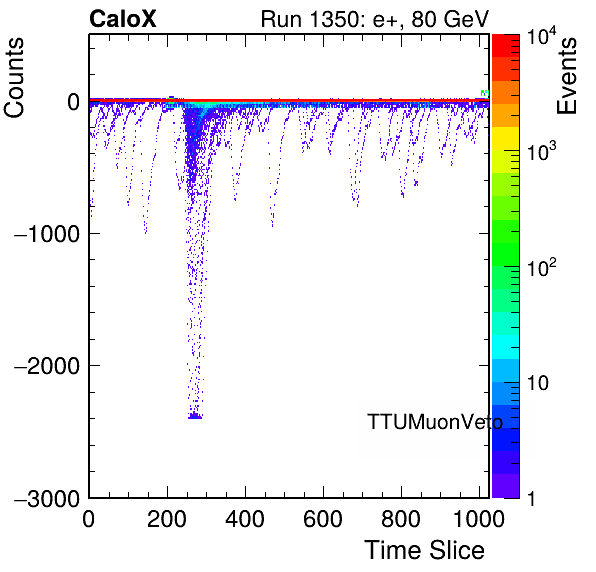 CaloX Run 1350: e+, 80 GeV
Counts
Events
0
−1000
−2000
−3000
0 200 400 600 800 1000
Time Slice
TTUMuonVeto
10^4
10^3
10^2
10
1